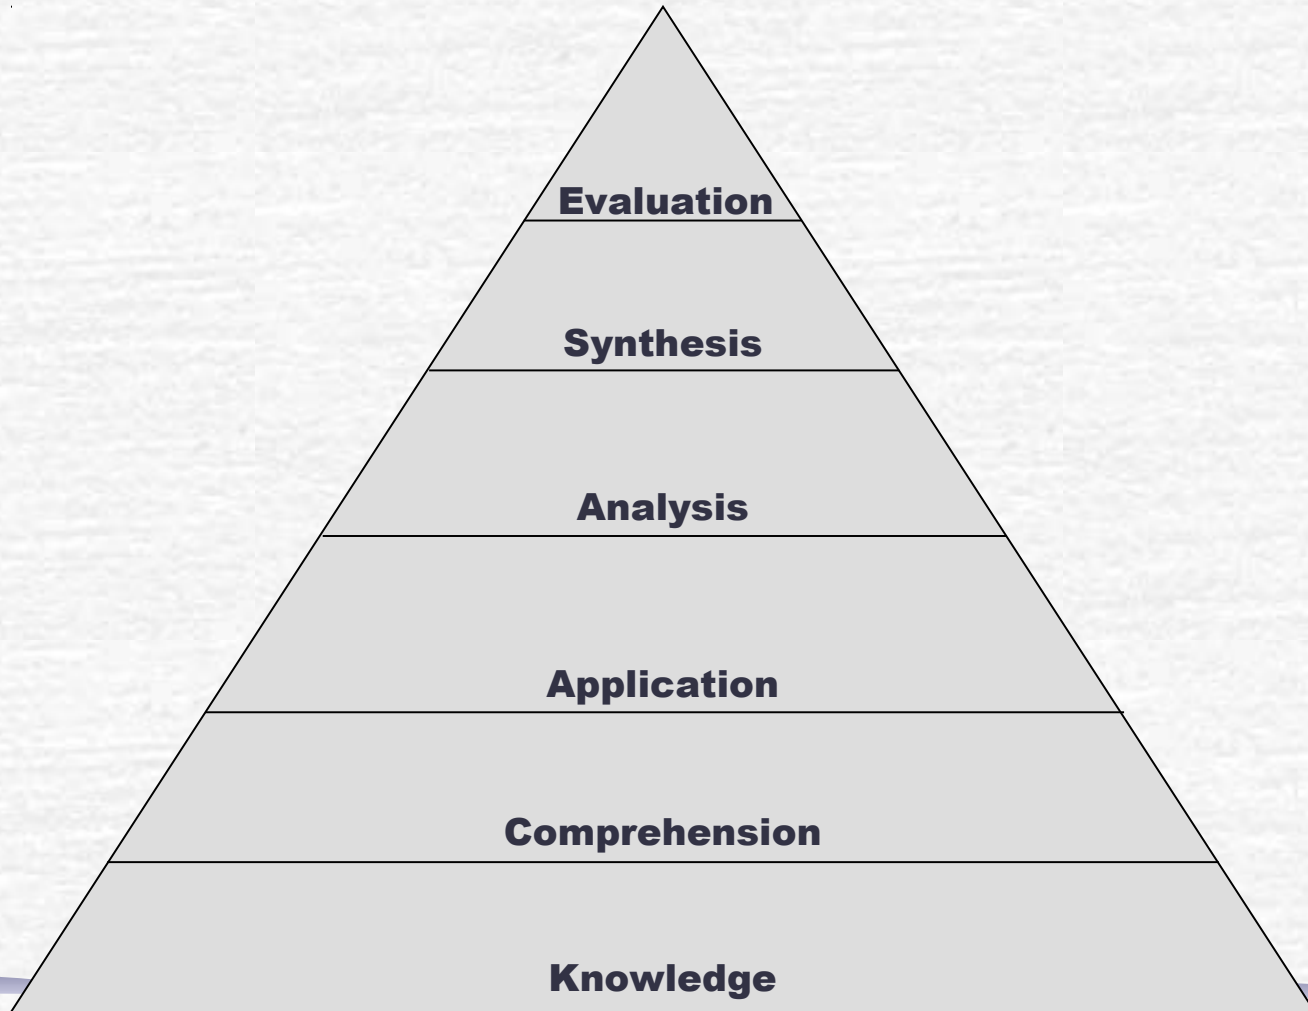 Evaluation
Synthesis
Analysis
Application
Comprehension
Knowledge